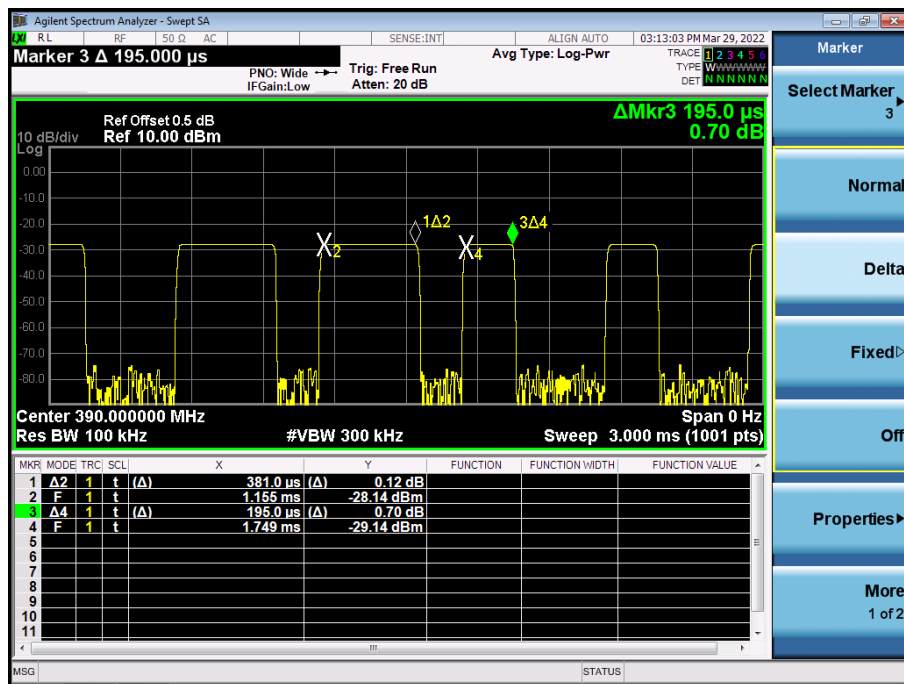 Agilent Spectrum Analyzer - Swept SA
LXI RL RF 50 Ω AC SENSE:INT ALIGN AUTO 03:13:03 PM Mar 29, 2022
Marker 3 Δ 195.000 µs
PNO: Wide
IFGain:Low
Trig: Free Run
Atten: 20 dB
Avg Type: Log-Pwr
TRACE 1 2 3 4 5 6
TYPE WWWWWWW
DET N N N N N N
ΔMkr3 195.0 µs
0.70 dB
Ref Offset 0.5 dB
10 dB/div Ref 10.00 dBm
Log
0.00
-10.0
-20.0
-30.0
-40.0
-50.0
-60.0
-70.0
-80.0
1Δ2 3Δ4
2 4
Center 390.000000 MHz Span 0 Hz
Res BW 100 kHz #VBW 300 kHz Sweep 3.000 ms (1001 pts)
MKR MODE TRC SCL X Y FUNCTION FUNCTION WIDTH FUNCTION VALUE
1 Δ2 1 t (Δ) 381.0 µs (Δ) 0.12 dB
2 F 1 t 1.155 ms -28.14 dBm
3 Δ4 1 t (Δ) 195.0 µs (Δ) 0.70 dB
4 F 1 t 1.749 ms -29.14 dBm
5
6
7
8
9
10
11
MSG STATUS
Marker
Select Marker
3
Normal
Delta
Fixed
Off
Properties
More
1 of 2